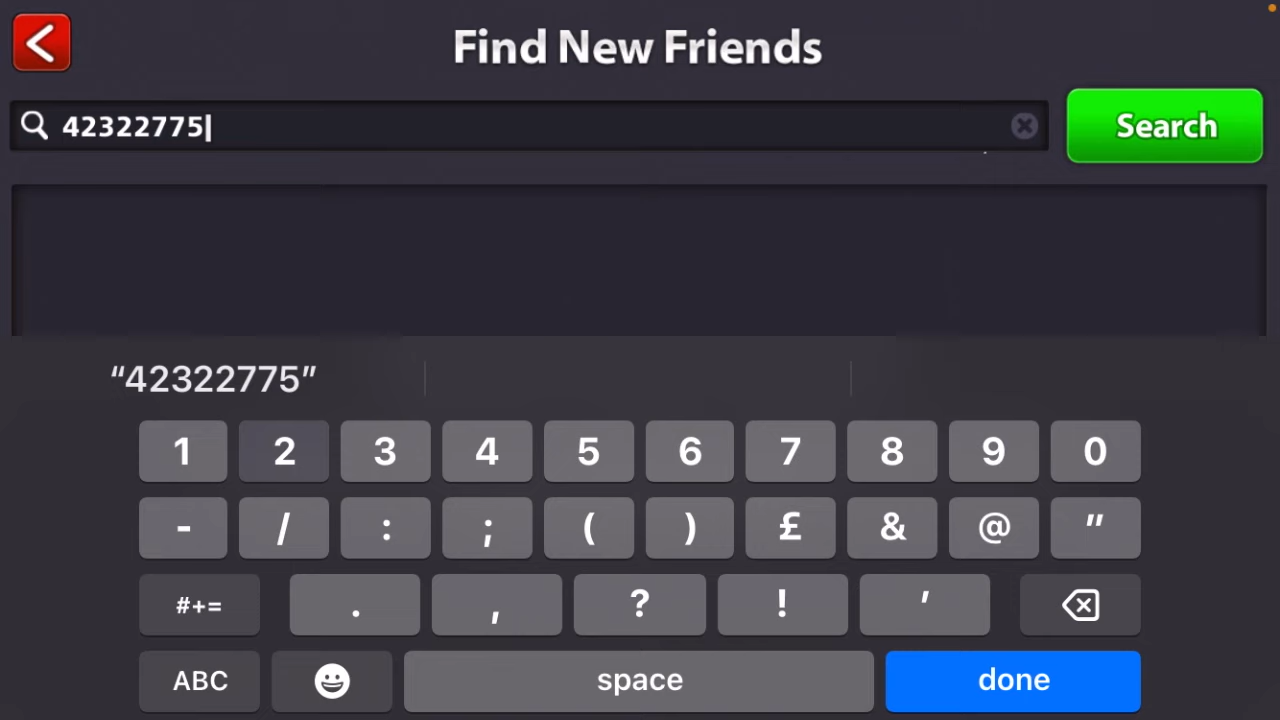 Find New Friends
42322775
Search
“42322775”
1 2 3 4 5 6 7 8 9 0
- / : ; ( ) £ & @ "
#+= . , ? ! '
ABC space done